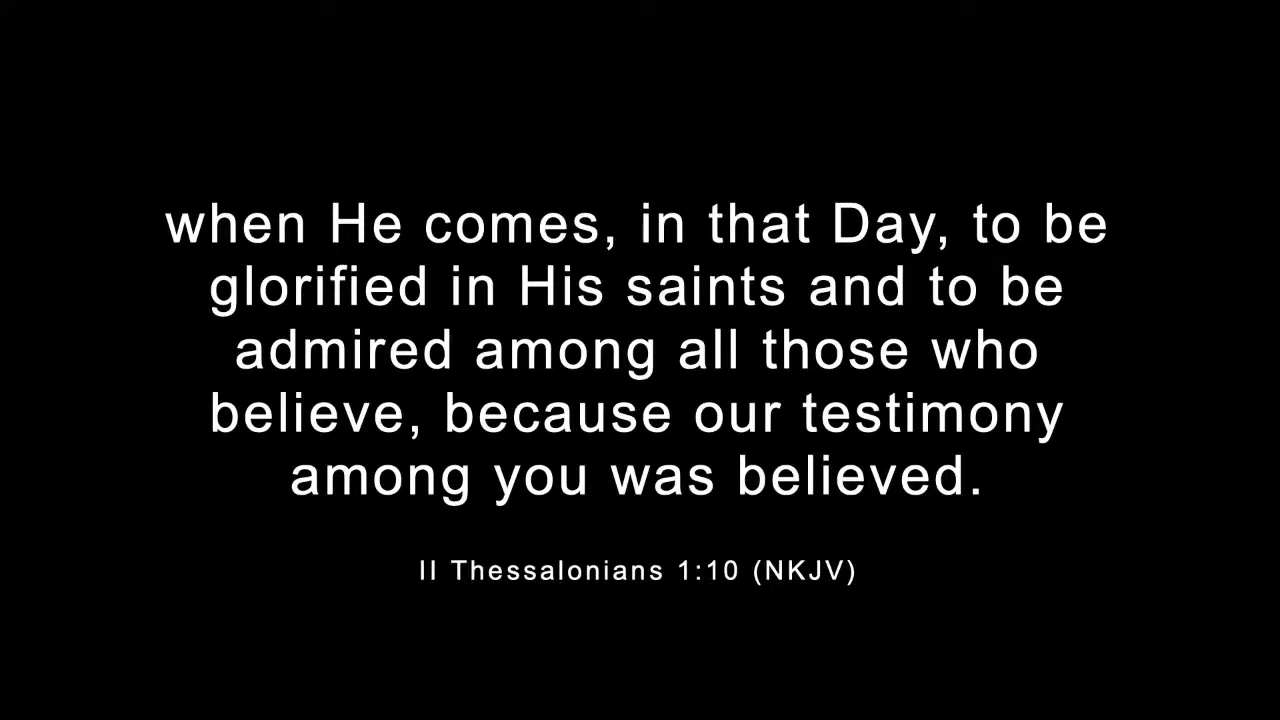 when He comes, in that Day, to be
glorified in His saints and to be
admired among all those who
believe, because our testimony
among you was believed.
II Thessalonians 1:10 (NKJV)